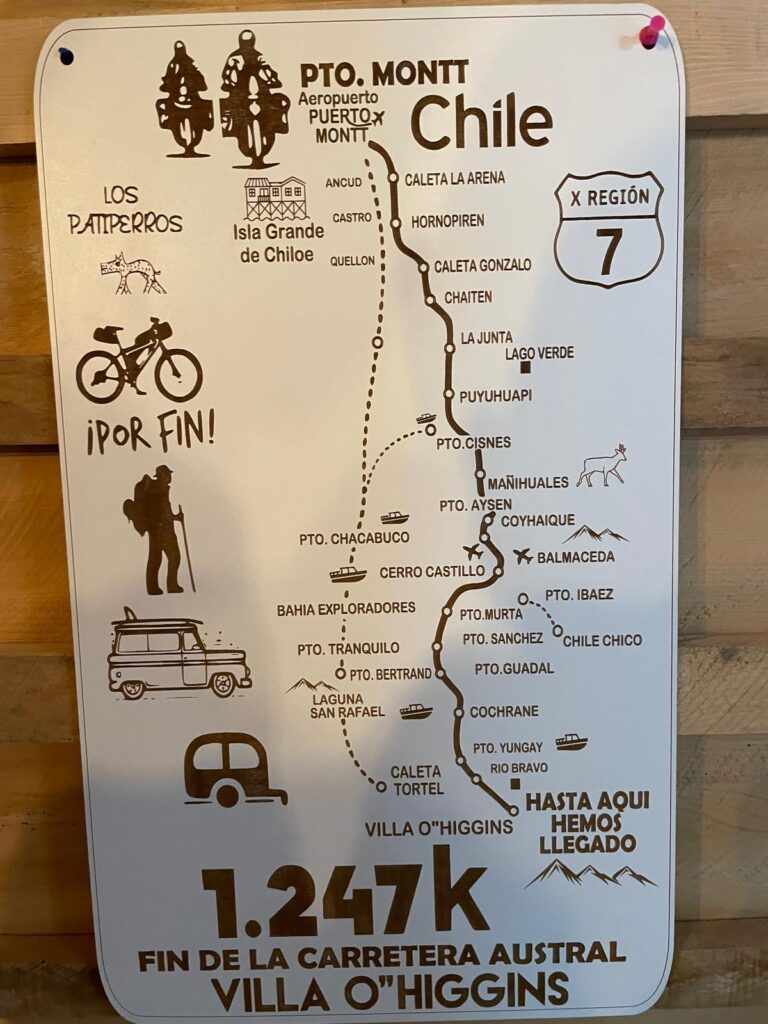 PTO. MONTT
Aeropuerto
PUERTO
MONTT
Chile
LOS
PATIPERROS
Isla Grande
de Chiloe
ANCUD
CASTRO
QUELLON
CALETA LA ARENA
HORNOPIREN
CALETA GONZALO
CHAITEN
X REGIÓN
7
LA JUNTA
LAGO VERDE
PUYUHUAPI
¡POR FIN!
PTO.CISNES
MAÑIHUALES
PTO. AYSEN
COYHAIQUE
PTO. CHACABUCO
BALMACEDA
CERRO CASTILLO
PTO. IBAEZ
BAHIA EXPLORADORES
PTO.MURTA
PTO. SANCHEZ
CHILE CHICO
PTO. TRANQUILO
PTO. BERTRAND
PTO.GUADAL
LAGUNA
SAN RAFAEL
COCHRANE
PTO. YUNGAY
RIO BRAVO
CALETA
TORTEL
VILLA O"HIGGINS
HASTA AQUI
HEMOS
LLEGADO
1.247k
FIN DE LA CARRETERA AUSTRAL
VILLA O"HIGGINS